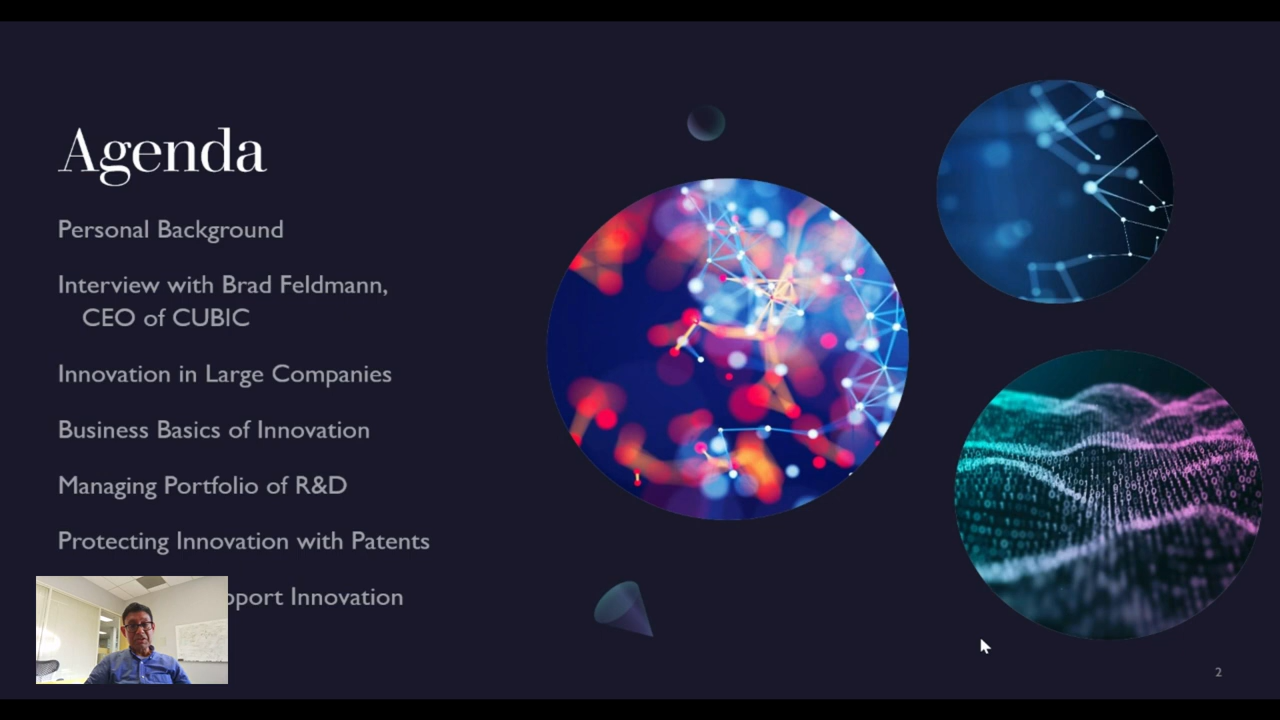 Agenda
Personal Background
Interview with Brad Feldmann,
CEO of CUBIC
Innovation in Large Companies
Business Basics of Innovation
Managing Portfolio of R&D
Protecting Innovation with Patents
Innovation
2